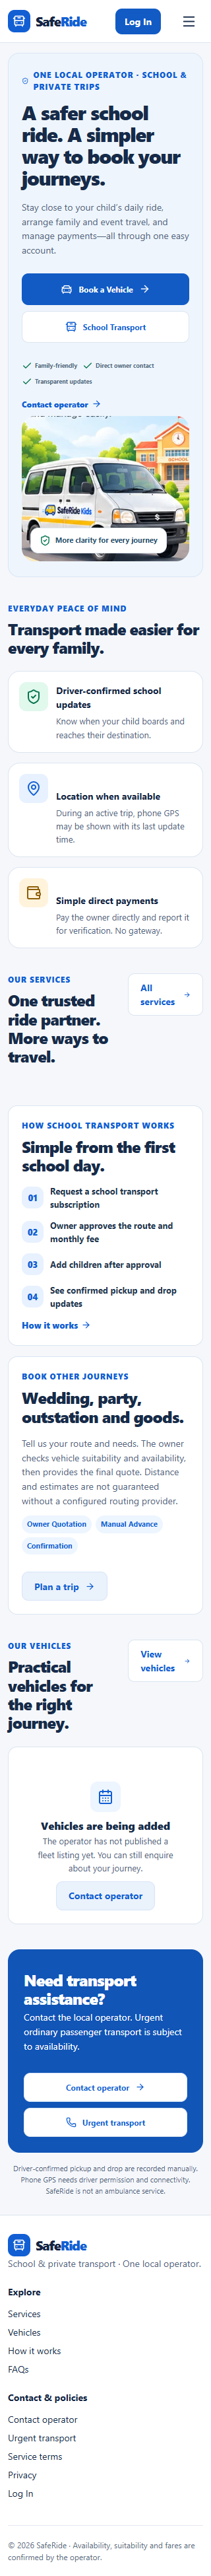 SafeRide
Log In
ONE LOCAL OPERATOR · SCHOOL &
PRIVATE TRIPS
A safer school
ride. A simpler
way to book your
journeys.
Stay close to your child's daily ride,
arrange family and event travel, and
manage payments—all through one easy
account.
Book a Vehicle
School Transport
Family-friendly
Direct owner contact
Transparent updates
Contact operator
SafeRide Kids
More clarity for every journey
EVERYDAY PEACE OF MIND
Transport made easier for
every family.
Driver-confirmed school
updates
Know when your child boards and
reaches their destination.
Location when available
During an active trip, phone GPS
may be shown with its last update
time.
Simple direct payments
Pay the owner directly and report it
for verification. No gateway.
OUR SERVICES
One trusted
ride partner.
More ways to
travel.
All
services
HOW SCHOOL TRANSPORT WORKS
Simple from the first
school day.
01 Request a school transport
subscription
02 Owner approves the route and
monthly fee
03 Add children after approval
04 See confirmed pickup and drop
updates
How it works
BOOK OTHER JOURNEYS
Wedding, party,
outstation and goods.
Tell us your route and needs. The owner
checks vehicle suitability and availability,
then provides the final quote. Distance
and estimates are not guaranteed
without a configured routing provider.
Owner Quotation
Manual Advance
Confirmation
Plan a trip
OUR VEHICLES
Practical
vehicles for
the right
journey.
View
vehicles
Vehicles are being added
The operator has not published a
fleet listing yet. You can still enquire
about your journey.
Contact operator
Need transport
assistance?
Contact the local operator. Urgent
ordinary passenger transport is subject
to availability.
Contact operator
Urgent transport
Driver-confirmed pickup and drop are recorded manually.
Phone GPS needs driver permission and connectivity.
SafeRide is not an ambulance service.
SafeRide
School & private transport · One local operator.
Explore
Services
Vehicles
How it works
FAQs
Contact & policies
Contact operator
Urgent transport
Service terms
Privacy
Log In
© 2026 SafeRide · Availability, suitability and fares are
confirmed by the operator.